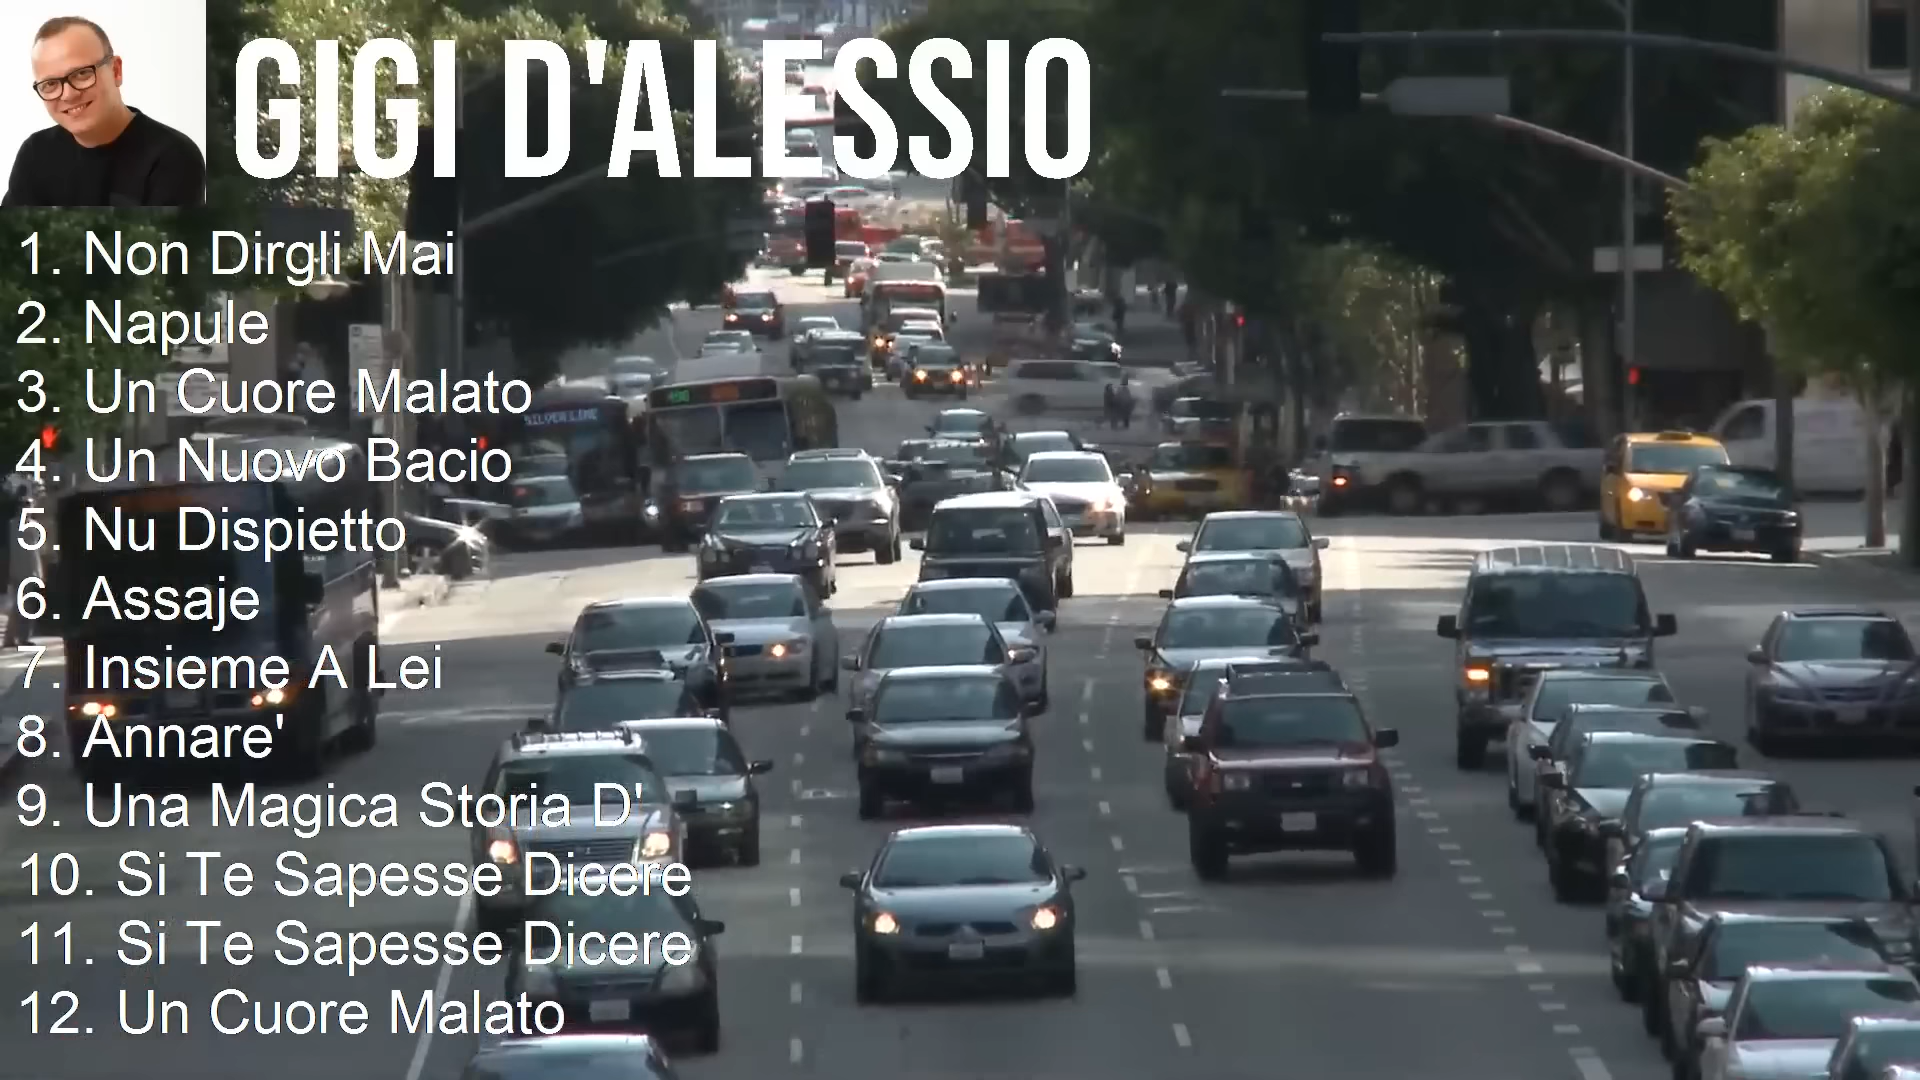 GIGI D'ALESSIO
1. Non Dirgli Mai
2. Napule
3. Un Cuore Malato
4. Un Nuovo Bacio
5. Nu Dispietto
6. Assaje
7. Insieme A Lei
8. Annare'
9. Una Magica Storia D'
10. Si Te Sapesse Dicere
11. Si Te Sapesse Dicere
12. Un Cuore Malato
SILVER LINE